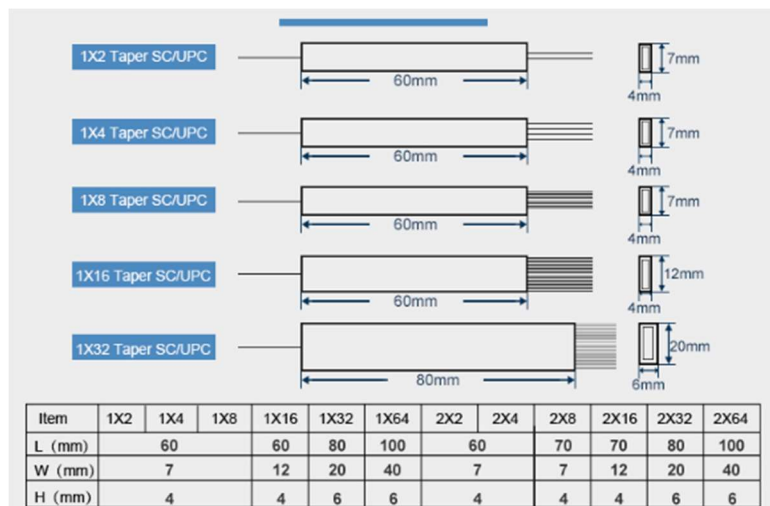 1X2 Taper SC/UPC
60mm
7mm
4mm
1X4 Taper SC/UPC
60mm
7mm
4mm
1X8 Taper SC/UPC
60mm
7mm
4mm
1X16 Taper SC/UPC
60mm
12mm
4mm
1X32 Taper SC/UPC
80mm
20mm
6mm
Item 1X2 1X4 1X8 1X16 1X32 1X64 2X2 2X4 2X8 2X16 2X32 2X64
L (mm) 60 60 80 100 60 70 70 80 100
W (mm) 7 12 20 40 7 7 12 20 40
H (mm) 4 4 6 6 4 4 4 6 6